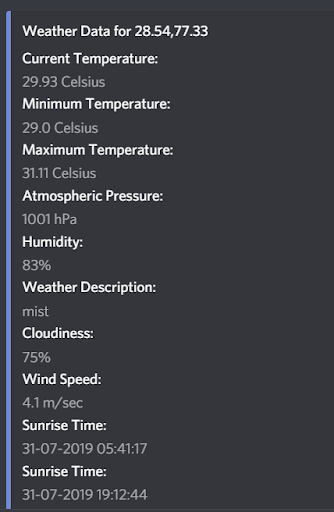 Weather Data for 28.54,77.33
Current Temperature:
29.93 Celsius
Minimum Temperature:
29.0 Celsius
Maximum Temperature:
31.11 Celsius
Atmospheric Pressure:
1001 hPa
Humidity:
83%
Weather Description:
mist
Cloudiness:
75%
Wind Speed:
4.1 m/sec
Sunrise Time:
31-07-2019 05:41:17
Sunrise Time:
31-07-2019 19:12:44